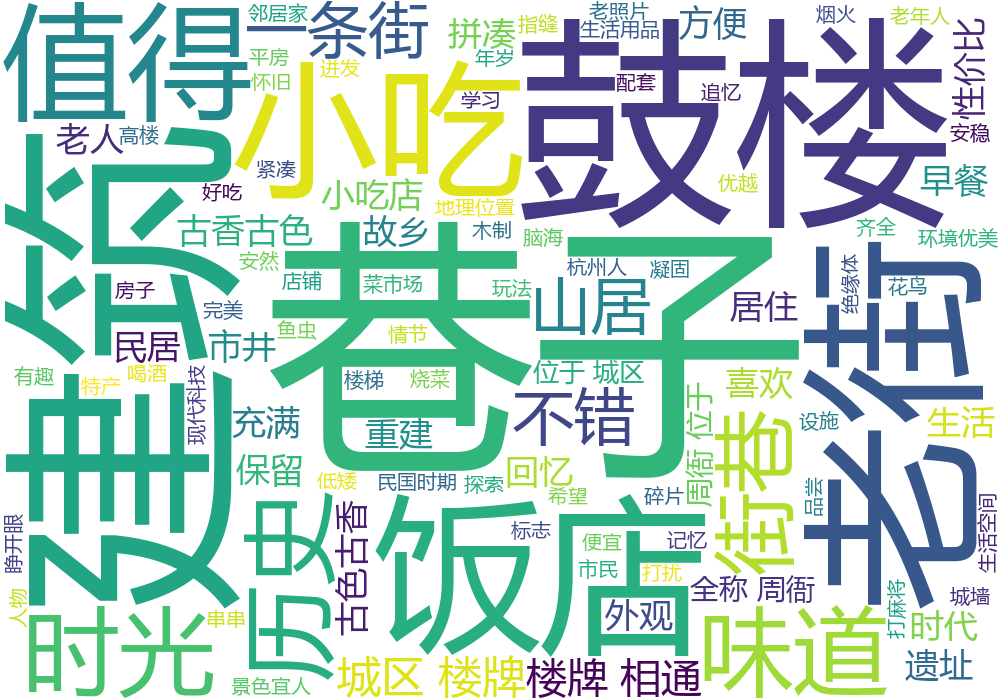 值得
邻居家
一条街
平房
怀旧
迸发
老人
高楼
小吃
紧凑
好吃
学习
拼凑
年岁
指缝
老照片
生活用品
方便
配套
追忆
鼓楼
烟火
老年人
性价比
安稳
优越
早餐
建筑
小吃店
地理位置
古香古色
故乡
木制
脑海
齐全
环境优美
安然
店铺
菜市场
玩法
杭州人
凝固
山居
居住
绝缘体
花鸟
房子
完美
鱼虫
情节
巷子
老街
民居
市井
有趣
特产
喝酒
现代科技
楼梯
烧菜
位于 城区
喜欢
充满
重建
不错
周衙 位于
街巷
设施
生活
保留
低矮
民国时期
探索
回忆
希望
碎片
品尝
生活空间
睁开眼
历史
古色古香
饭店
标志
便宜
市民
记忆
打扰
全称 周衙
打麻将
城墙
人物
时光
串串
外观
味道
时代
遗址
景色宜人
城区 楼牌
楼牌 相通